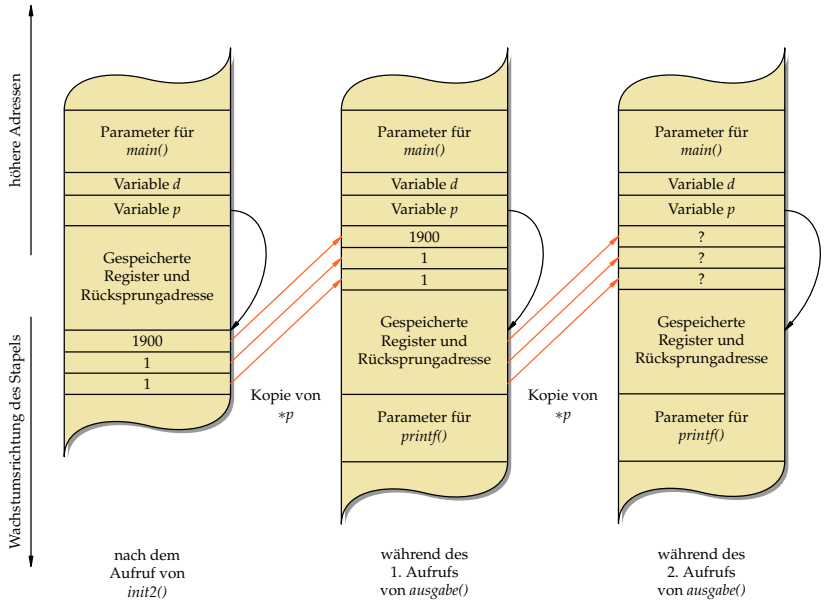 höhere Adressen
Wachstumsrichtung des Stapels
Parameter für
main()
Variable d
Variable p
Gespeicherte
Register und
Rücksprungadresse
1900
1
1
nach dem
Aufruf von
init2()
Kopie von
*p
Parameter für
main()
Variable d
Variable p
1900
1
1
Gespeicherte
Register und
Rücksprungadresse
Parameter für
printf()
während des
1. Aufrufs
von ausgabe()
Kopie von
*p
Parameter für
main()
Variable d
Variable p
?
?
?
Gespeicherte
Register und
Rücksprungadresse
Parameter für
printf()
während des
2. Aufrufs
von ausgabe()